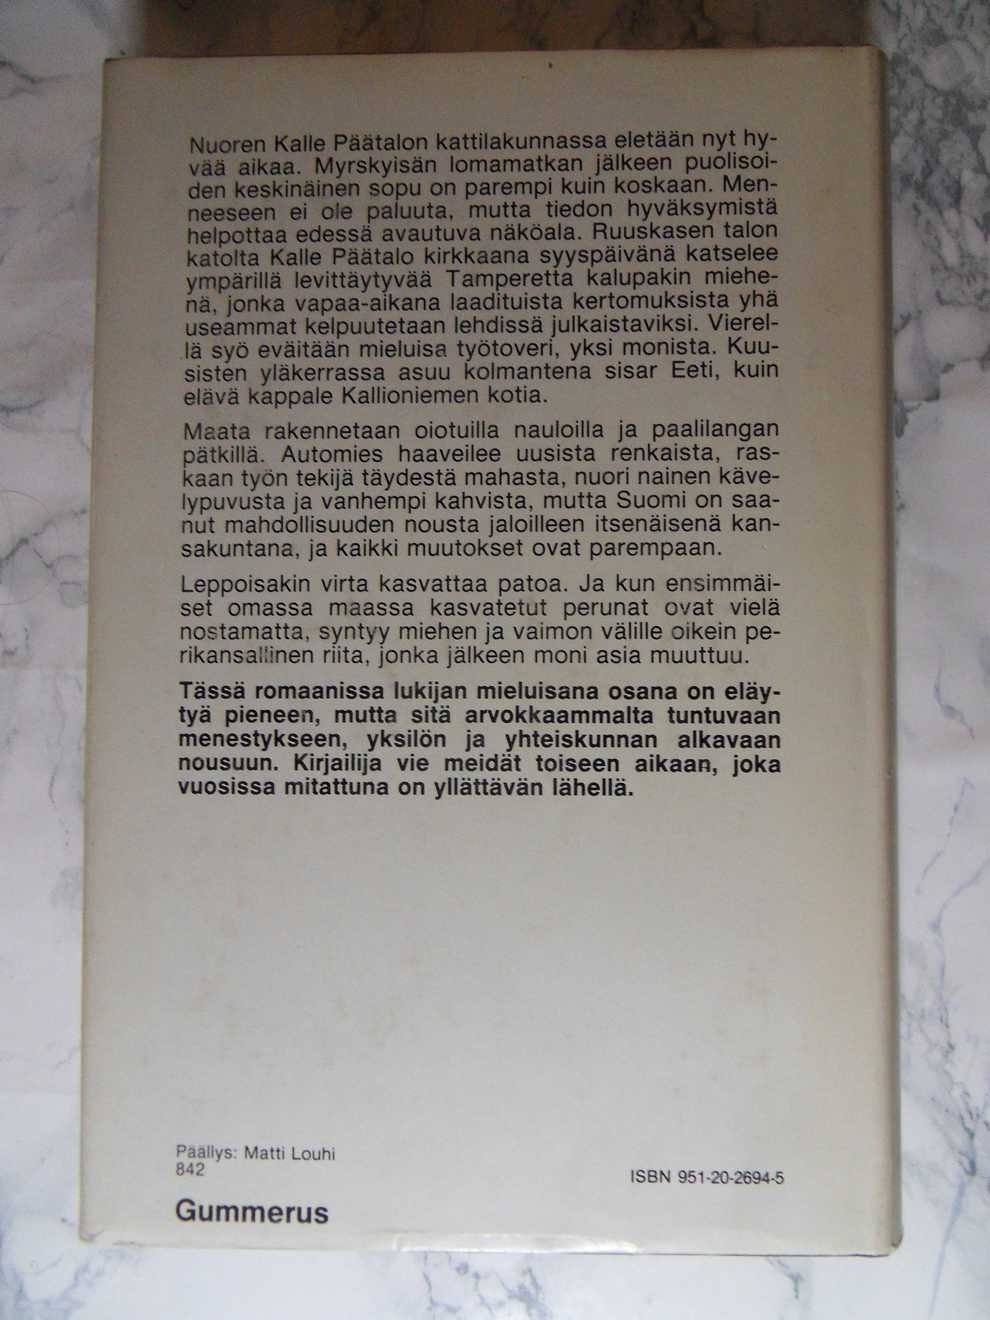 Nuoren Kalle Päätalon kattilakunnassa eletään nyt hy-
vää aikaa. Myrskyisän lomamatkan jälkeen puolisoi-
den keskinäinen sopu on parempi kuin koskaan. Men-
neeseen ei ole paluuta, mutta tiedon hyväksymistä
helpottaa edessä avautuva näköala. Ruuskasen talon
katolta Kalle Päätalo kirkkaana syyspäivänä katselee
ympärillä levittäytyvää Tamperetta kalupakin miehe-
nä, jonka vapaa-aikana laadituista kertomuksista yhä
useammat kelpuutetaan lehdissä julkaistaviksi. Vierel-
lä syö eväitään mieluisa työtoveri, yksi monista. Kuu-
sisten yläkerrassa asuu kolmantena sisar Eeti, kuin
elävä kappale Kallioniemen kotia.
Maata rakennetaan oiotuilla nauloilla ja paalilangan
pätkillä. Automies haaveilee uusista renkaista, ras-
kaan työn tekijä täydestä mahasta, nuori nainen käve-
lypuvusta ja vanhempi kahvista, mutta Suomi on saa-
nut mahdollisuuden nousta jaloilleen itsenäisenä kan-
sakuntana, ja kaikki muutokset ovat parempaan.
Leppoisakin virta kasvattaa patoa. Ja kun ensimmäi-
set omassa maassa kasvatetut perunat ovat vielä
nostamatta, syntyy miehen ja vaimon välille oikein pe-
rikansallinen riita, jonka jälkeen moni asia muuttuu.
Tässä romaanissa lukijan mieluisana osana on eläy-
tyä pieneen, mutta sitä arvokkaammalta tuntuvaan
menestykseen, yksilön ja yhteiskunnan alkavaan
nousuun. Kirjailija vie meidät toiseen aikaan, joka
vuosissa mitattuna on yllättävän lähellä.
Päällys: Matti Louhi
842
ISBN 951-20-2694-5
Gummerus